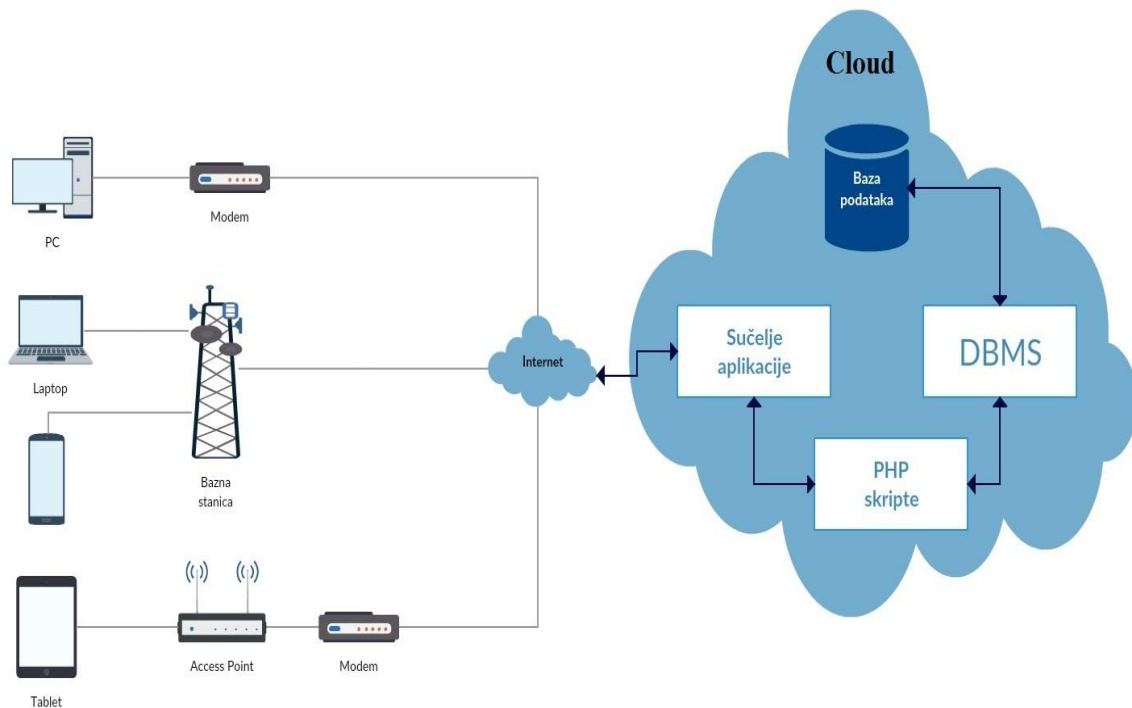 Cloud
Baza
podataka
PC
Modem
Laptop
Bazna
stanica
Internet
Sučelje
aplikacije
DBMS
PHP
skripte
Tablet
Access Point
Modem